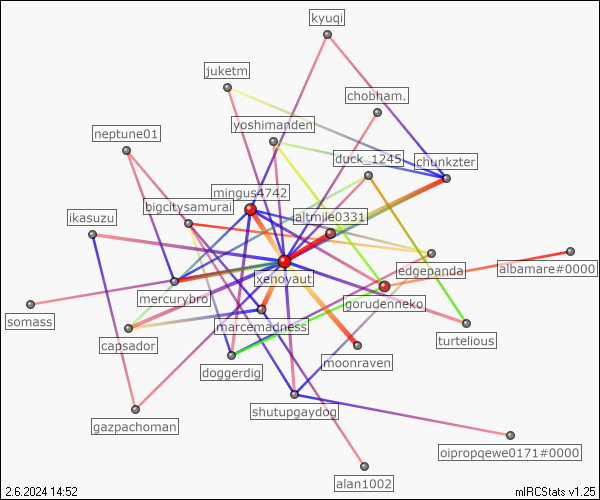 kyuqi
juketm
chobham.
yoshimanden
neptune01
duck_1245
chunkzter
mingus4742
bigcitysamurai
altmile0331
ikasuzu
edgepanda
albamare#0000
xenoyaut
mercurybro
gorudenneko
somass
marcemadness
turtelious
capsador
moonraven
doggerdig
shutupgaydog
gazpachoman
oipropqewe0171#0000
alan1002
2.6.2024 14:52
mIRCStats v1.25